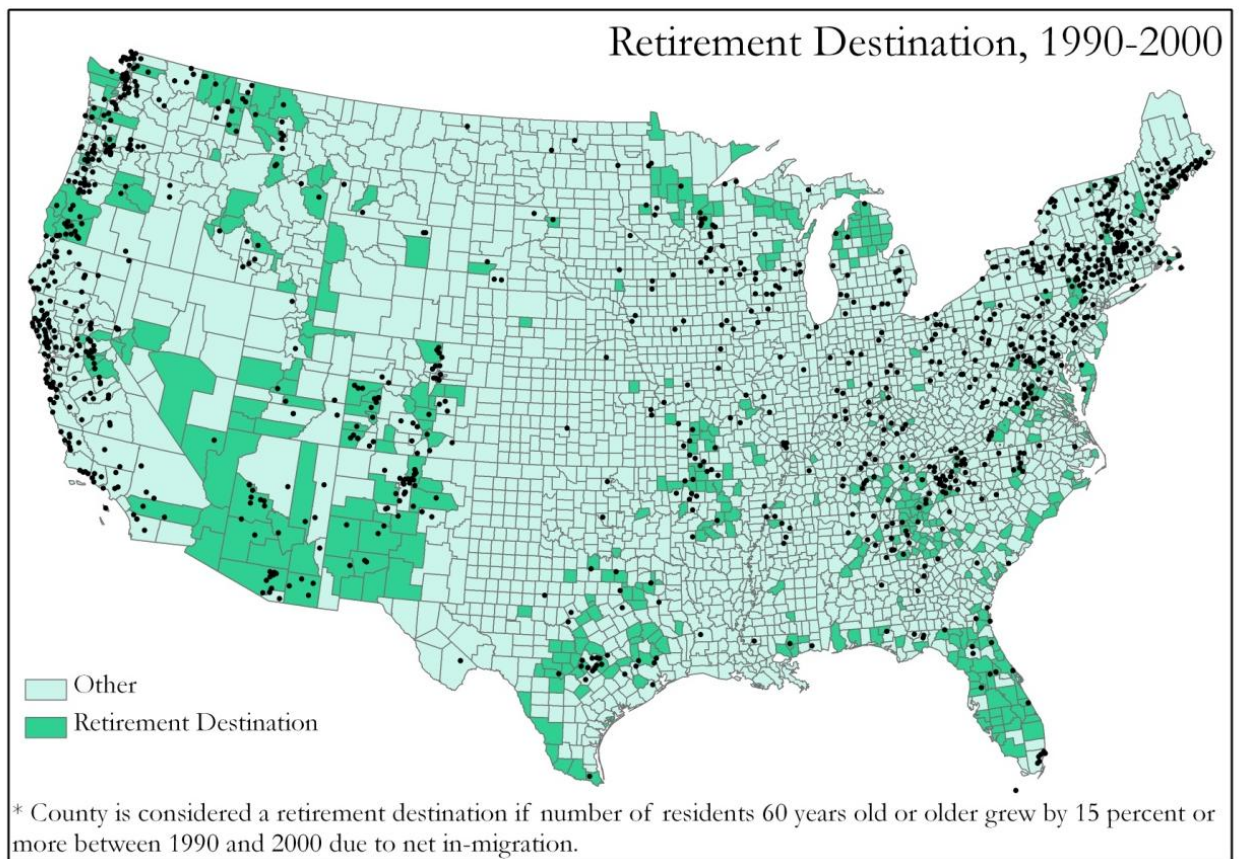 Retirement Destination, 1990-2000
Other
Retirement Destination
* County is considered a retirement destination if number of residents 60 years old or older grew by 15 percent or
more between 1990 and 2000 due to net in-migration.